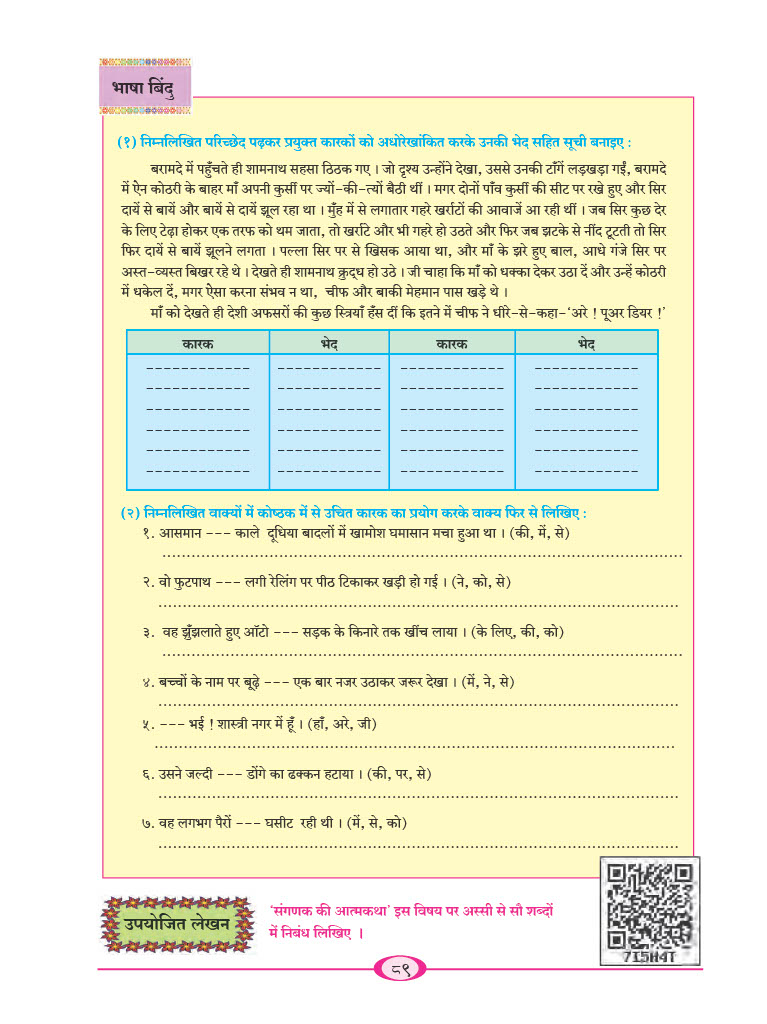 भाषा बिंदु
(१) निम्नलिखित परिच्छेद पढ़कर प्रयुक्त कारकों को अधोरेखांकित करके उनकी भेद सहित सूची बनाइए :
बरामदे में पहुँचते ही शामनाथ सहसा ठिठक गए । जो दृश्य उन्होंने देखा, उससे उनकी टाँगें लड़खड़ा गईं, बरामदे
में ऐन कोठरी के बाहर माँ अपनी कुर्सी पर ज्यों-की-त्यों बैठी थीं । मगर दोनों पाँव कुर्सी की सीट पर रखे हुए और सिर
दायें से बायें और बायें से दायें झूल रहा था । मुँह में से लगातार गहरे खर्राटों की आवाजें आ रही थीं । जब सिर कुछ देर
के लिए टेढ़ा होकर एक तरफ को थम जाता, तो खर्राटे और भी गहरे हो उठते और फिर जब झटके से नींद टूटती तो सिर
फिर दायें से बायें झूलने लगता । पल्ला सिर पर से खिसक आया था, और माँ के झरे हुए बाल, आधे गंजे सिर पर
अस्त-व्यस्त बिखर रहे थे । देखते ही शामनाथ क्रुद्ध हो उठे । जी चाहा कि माँ को धक्का देकर उठा दें और उन्हें कोठरी
में धकेल दें, मगर ऐसा करना संभव न था, चीफ और बाकी मेहमान पास खड़े थे ।
माँ को देखते ही देशी अफसरों की कुछ स्त्रियाँ हँस दीं कि इतने में चीफ ने धीरे-से-कहा-‘अरे ! पूअर डियर !’
कारक भेद कारक भेद
------------ ------------ ------------ ------------
------------ ------------ ------------ ------------
------------ ------------ ------------ ------------
------------ ------------ ------------ ------------
------------ ------------ ------------ ------------
------------ ------------ ------------ ------------
(२) निम्नलिखित वाक्यों में कोष्ठक में से उचित कारक का प्रयोग करके वाक्य फिर से लिखिए :
१. आसमान --- काले दूधिया बादलों में खामोश घमासान मचा हुआ था । (की, में, से)
२. वो फुटपाथ --- लगी रेलिंग पर पीठ टिकाकर खड़ी हो गई । (ने, को, से)
३. वह झुँझलाते हुए ऑटो --- सड़क के किनारे तक खींच लाया । (के लिए, की, को)
४. बच्चों के नाम पर बूढ़े --- एक बार नजर उठाकर जरूर देखा । (में, ने, से)
५. --- भई ! शास्त्री नगर में हूँ । (हाँ, अरे, जी)
६. उसने जल्दी --- डोंगे का ढक्कन हटाया । (की, पर, से)
७. वह लगभग पैरों --- घसीट रही थी । (में, से, को)
उपयोजित लेखन
‘संगणक की आत्मकथा’ इस विषय पर अस्सी से सौ शब्दों
में निबंध लिखिए ।
7I5H4T
८९